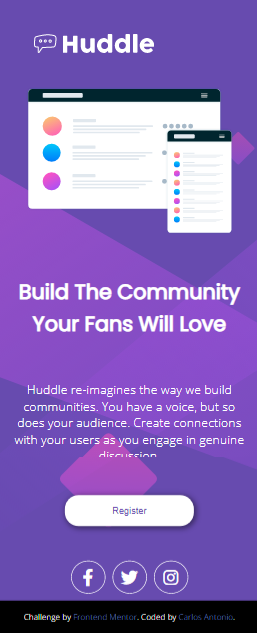 Huddle
Build The Community
Your Fans Will Love
Huddle re-imagines the way we build
communities. You have a voice, but so
does your audience. Create connections
with your users as you engage in genuine
discussion.
Register
Challenge by Frontend Mentor. Coded by Carlos Antonio.